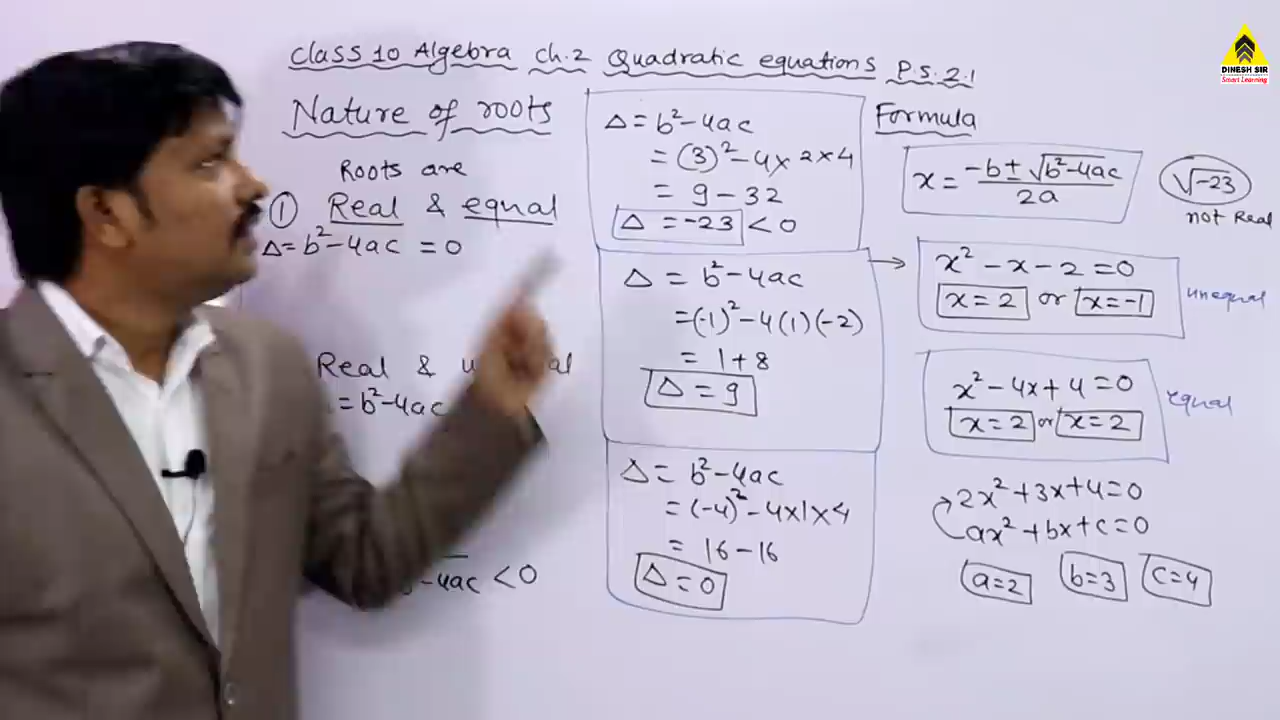 Class 10 Algebra ch.2 Quadratic equations P.S. 2.1
DINESH SIR
Smart Learning
Nature of roots
Roots are
① Real & equal
Δ = b² - 4ac = 0
Real & u al
= b² - 4ac
- 4ac < 0
Δ = b² - 4ac
= (3)² - 4 × 2 × 4
= 9 - 32
Δ = -23 < 0
Δ = b² - 4ac
= (-1)² - 4 (1) (-2)
= 1 + 8
Δ = 9
Δ = b² - 4ac
= (-4)² - 4×1×4
= 16 - 16
Δ = 0
Formula
x = (-b ± √(b² - 4ac)) / 2a
√-23
not Real
→ x² - x - 2 = 0
x = 2 or x = -1
unequal
x² - 4x + 4 = 0
x = 2 or x = 2
equal
2x² + 3x + 4 = 0
ax² + bx + c = 0
a = 2 b = 3 c = 4